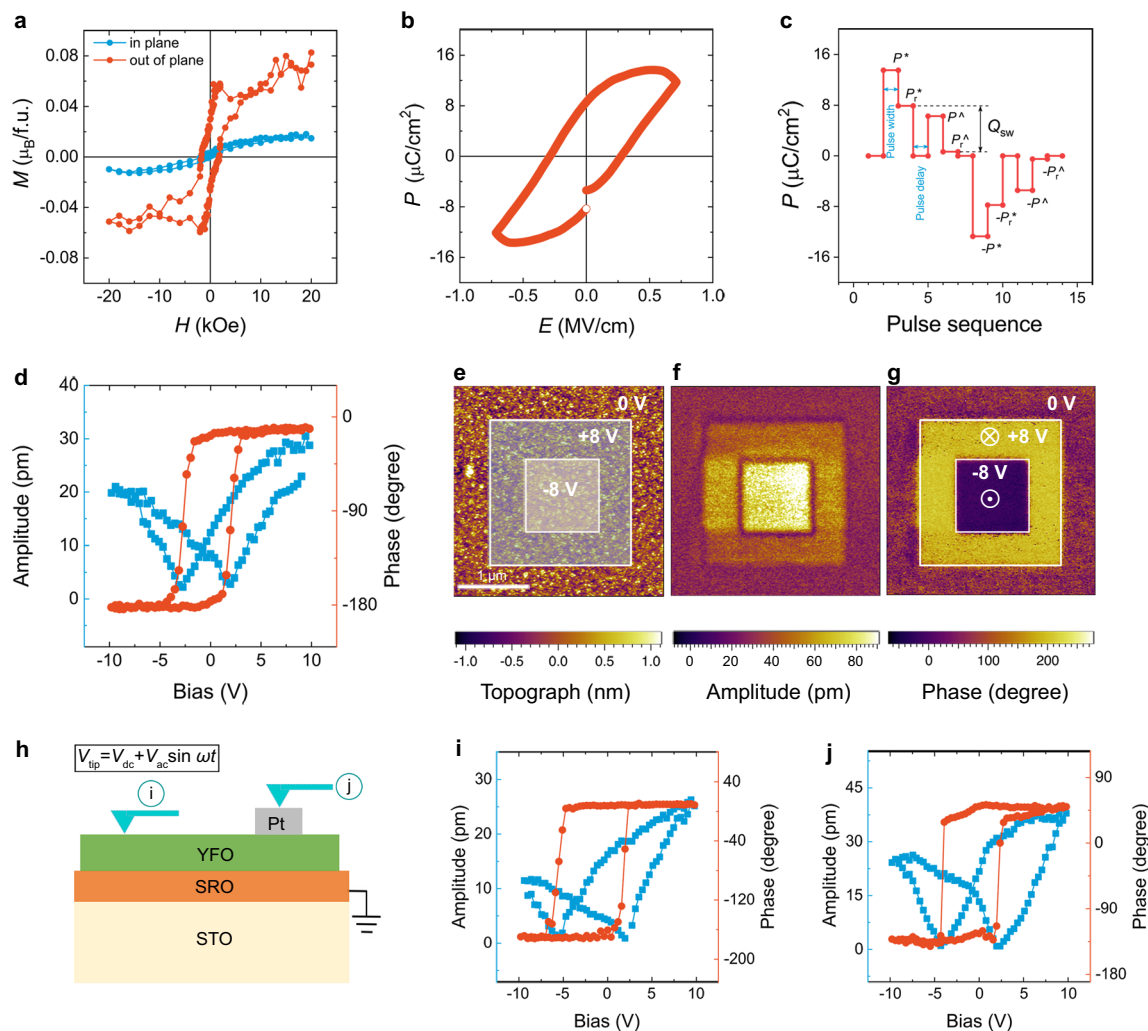 a
in plane
out of plane
M (μB/f.u.)
0.08
0.04
0.00
-0.04
-0.08
-20
-10
0
10
20
H (kOe)
b
P (μC/cm2)
16
8
0
-8
-16
-1.0
-0.5
0.0
0.5
1.0
E (MV/cm)
c
P (μC/cm2)
16
8
0
-8
-16
P*
Pr*
P^
Pr^
Qsw
Pulse width
Pulse delay
-P*
-Pr*
-P^
-Pr^
0
5
10
15
Pulse sequence
d
Amplitude (pm)
40
30
20
10
0
Phase (degree)
0
-90
-180
-10
-5
0
5
10
Bias (V)
e
0 V
+8 V
-8 V
1 μm
-1.0
-0.5
0.0
0.5
1.0
Topograph (nm)
f
0
20
40
60
80
Amplitude (pm)
g
0 V
+8 V
-8 V
0
100
200
Phase (degree)
h
Vtip=Vdc+Vac sin ωt
i
j
Pt
YFO
SRO
STO
i
Amplitude (pm)
30
20
10
0
Phase (degree)
40
-40
-120
-200
-10
-5
0
5
10
Bias (V)
j
Amplitude (pm)
45
30
15
0
Phase (degree)
90
0
-90
-180
-10
-5
0
5
10
Bias (V)